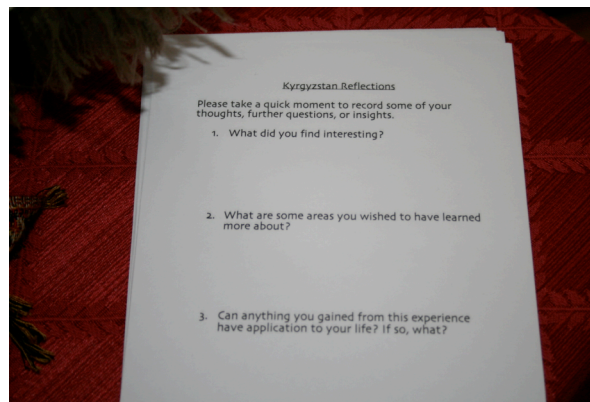 Kyrgyzstan Reflections
Please take a quick moment to record some of your
thoughts, further questions, or insights.
1. What did you find interesting?
2. What are some areas you wished to have learned
more about?
3. Can anything you gained from this experience
have application to your life? If so, what?